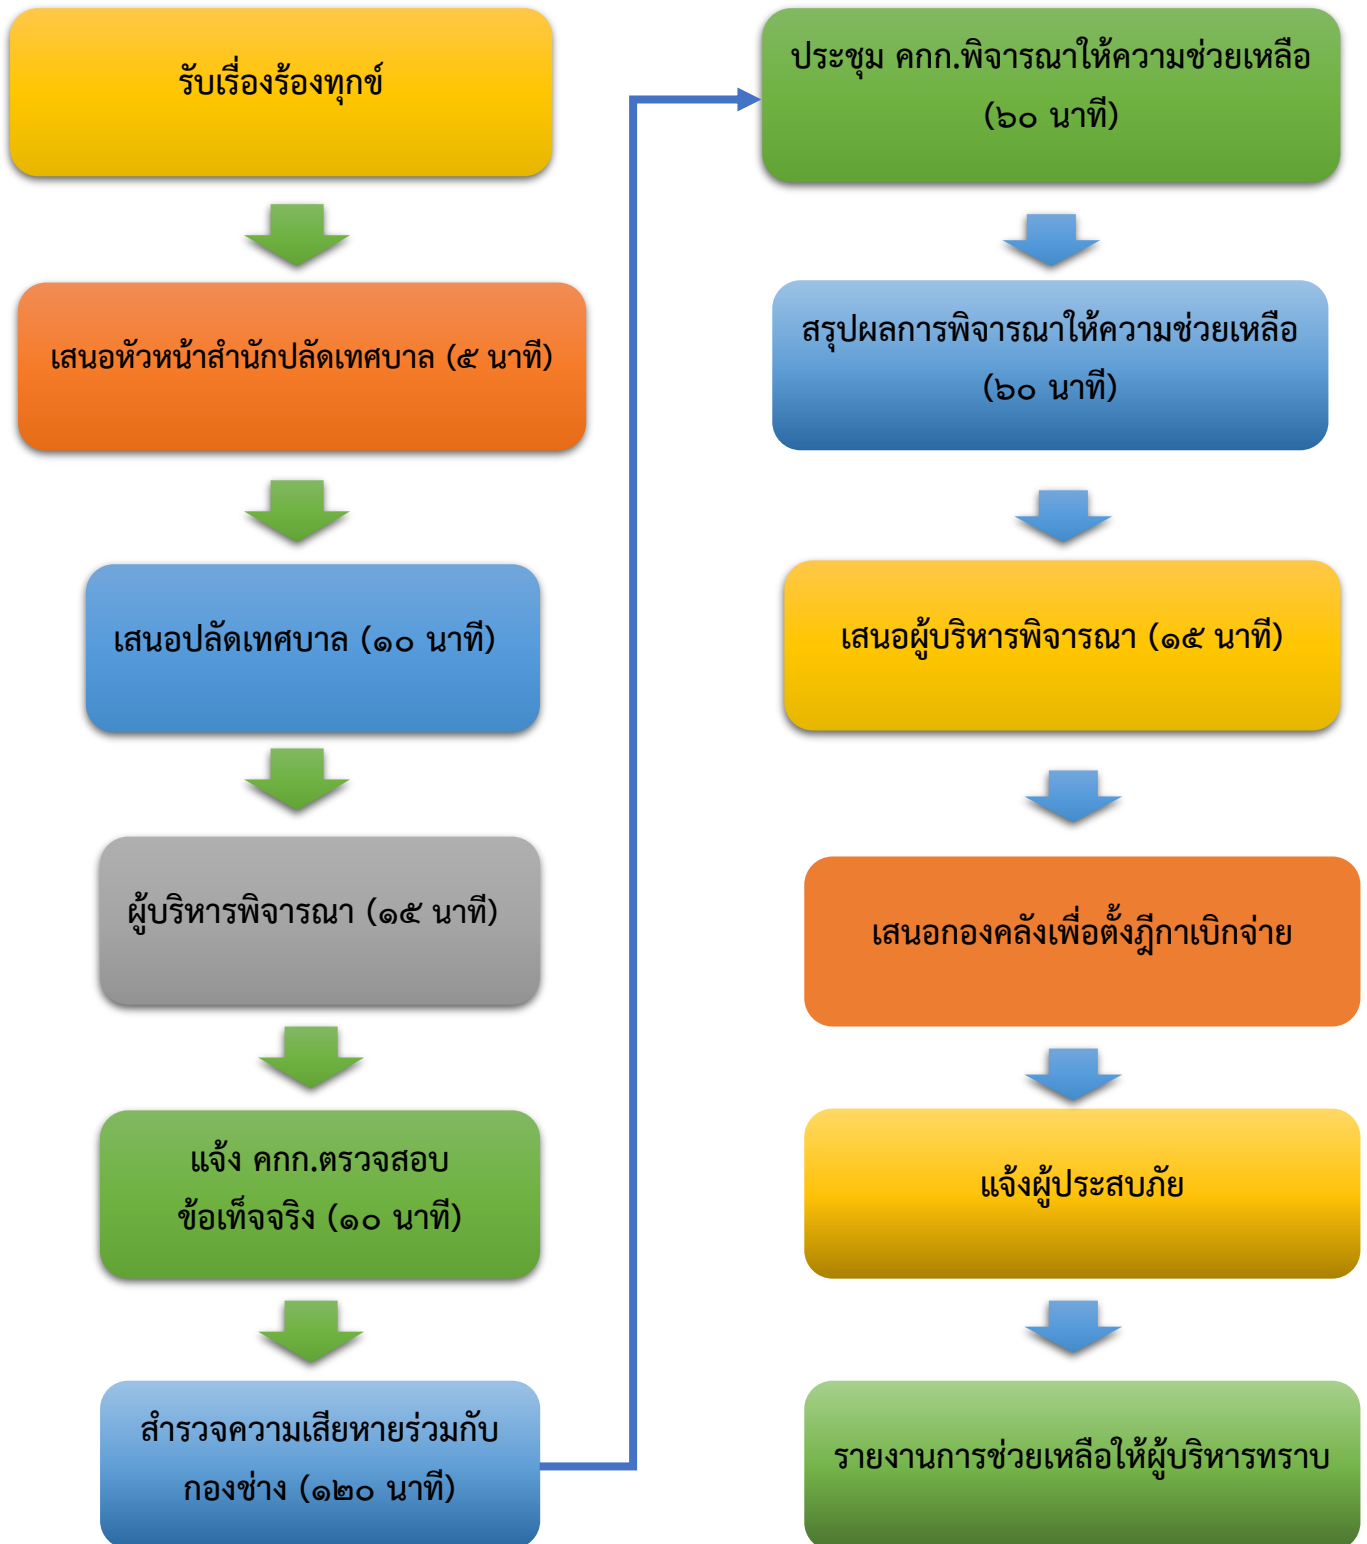 รับเรื่องร้องทุกข์
เสนอหัวหน้าสำนักปลัดเทศบาล (๕ นาที)
เสนอปลัดเทศบาล (๑๐ นาที)
ผู้บริหารพิจารณา (๑๕ นาที)
แจ้ง คกก.ตรวจสอบ
ข้อเท็จจริง (๑๐ นาที)
สำรวจความเสียหายร่วมกับ
กองช่าง (๑๒๐ นาที)
ประชุม คกก.พิจารณาให้ความช่วยเหลือ
(๖๐ นาที)
สรุปผลการพิจารณาให้ความช่วยเหลือ
(๖๐ นาที)
เสนอผู้บริหารพิจารณา (๑๕ นาที)
เสนอกองคลังเพื่อตั้งฎีกาเบิกจ่าย
แจ้งผู้ประสบภัย
รายงานการช่วยเหลือให้ผู้บริหารทราบ